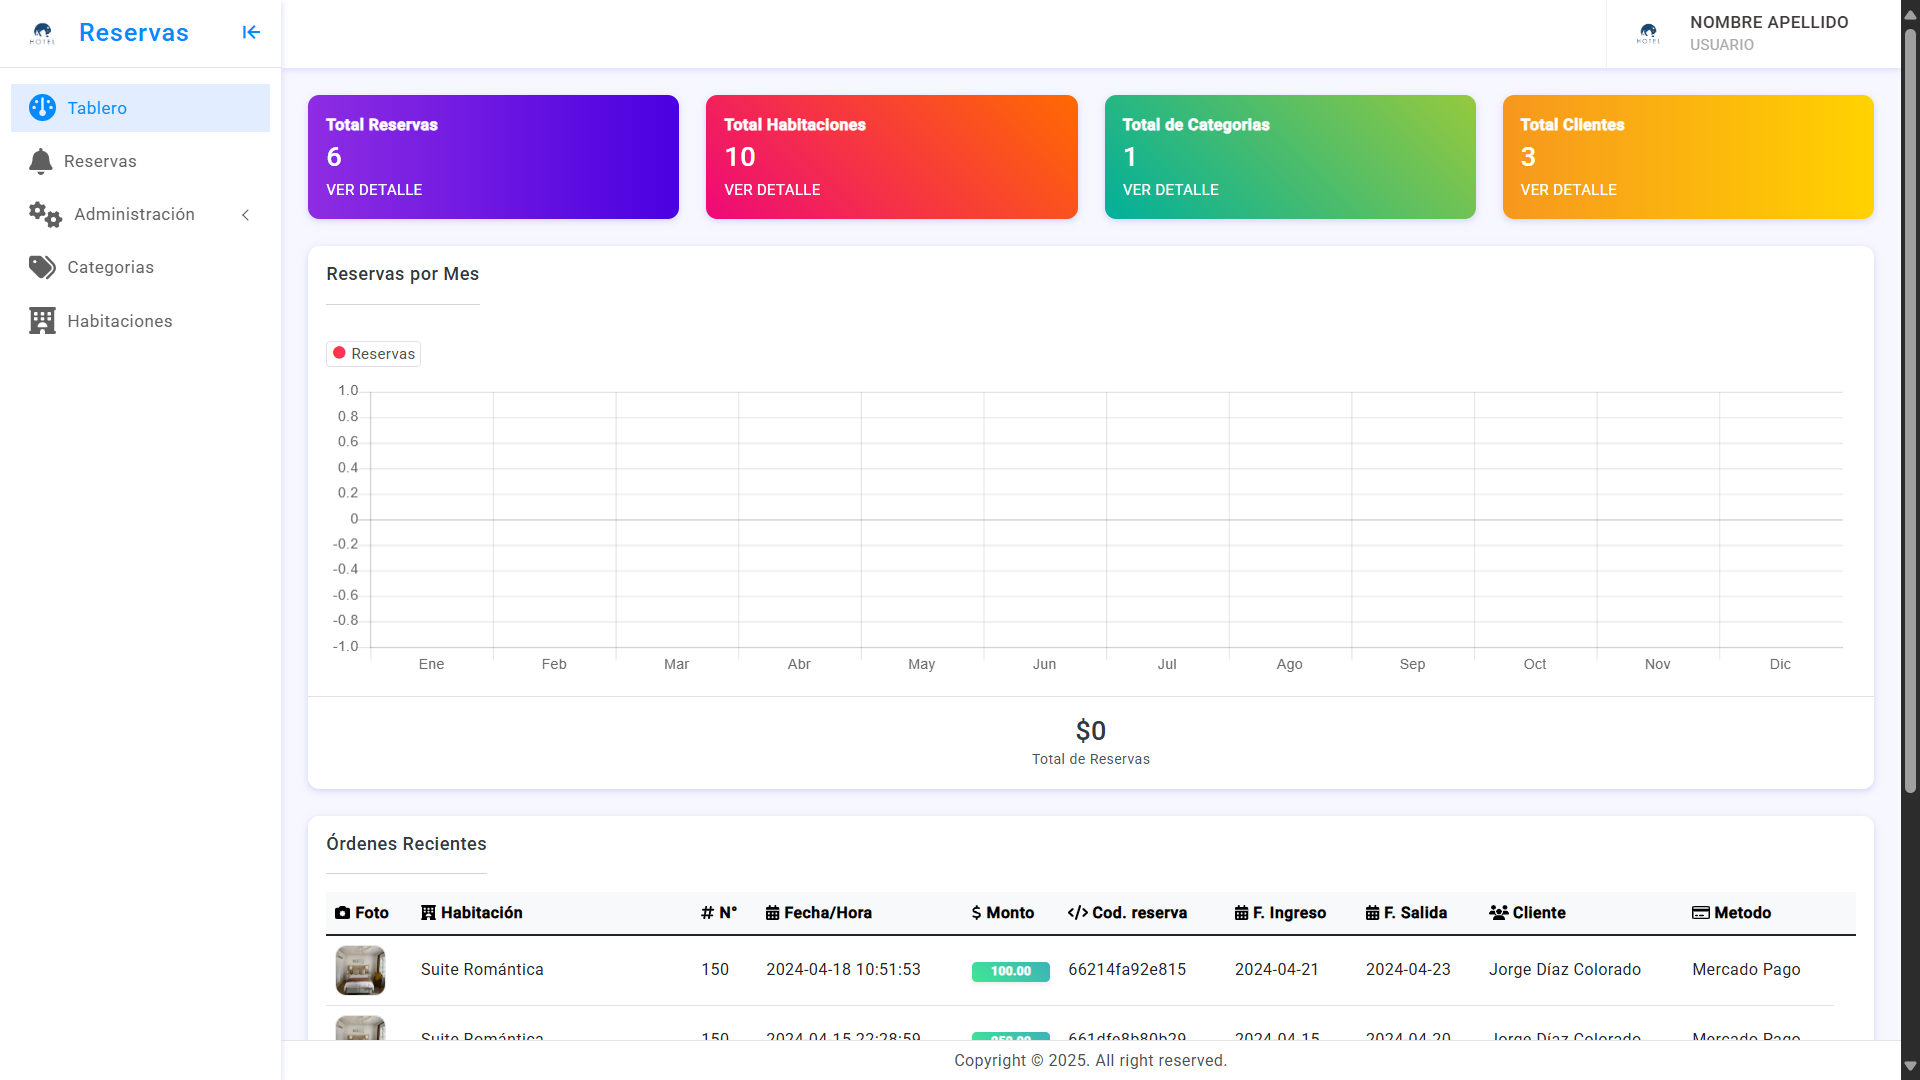 HOTEL
Reservas
NOMBRE APELLIDO
USUARIO
HOTEL
Tablero
Reservas
Administración
Categorias
Habitaciones
Total Reservas
6
VER DETALLE
Total Habitaciones
10
VER DETALLE
Total de Categorias
1
VER DETALLE
Total Clientes
3
VER DETALLE
Reservas por Mes
Reservas
1.0
0.8
0.6
0.4
0.2
0
-0.2
-0.4
-0.6
-0.8
-1.0
Ene Feb Mar Abr May Jun Jul Ago Sep Oct Nov Dic
$0
Total de Reservas
Órdenes Recientes
Foto Habitación # N° Fecha/Hora $ Monto </> Cod. reserva F. Ingreso F. Salida Cliente Metodo
Suite Romántica 150 2024-04-18 10:51:53 100.00 66214fa92e815 2024-04-21 2024-04-23 Jorge Díaz Colorado Mercado Pago
Suite Romántica 150 2024-04-15 22:28:59 661dfe8b80b29 2024-04-15 2024-04-20 Jorge Díaz Colorado Mercado Pago
Copyright © 2025. All right reserved.